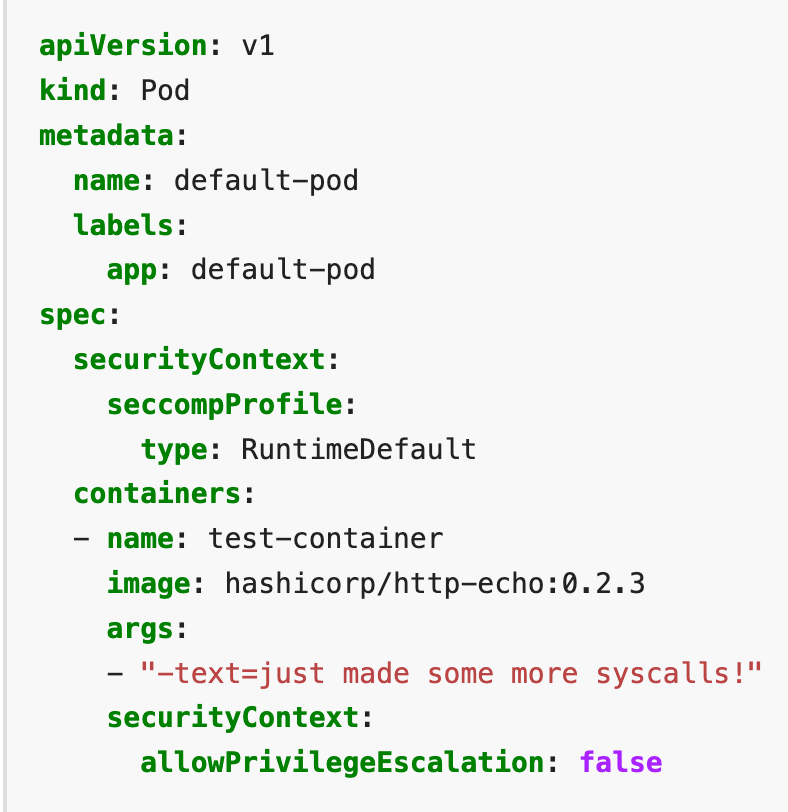 apiVersion: v1
kind: Pod
metadata:
  name: default-pod
  labels:
    app: default-pod
spec:
  securityContext:
    seccompProfile:
      type: RuntimeDefault
  containers:
  - name: test-container
    image: hashicorp/http-echo:0.2.3
    args:
    - "-text=just made some more syscalls!"
    securityContext:
      allowPrivilegeEscalation: false